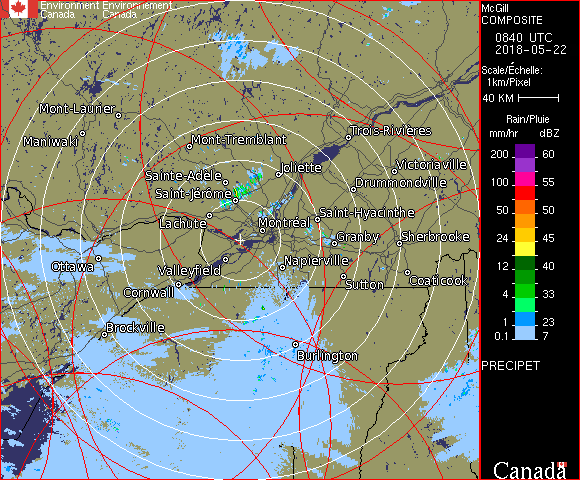 Environment Environnement
Canada Canada
Mont-Laurier
Maniwaki
Mont-Tremblant
Trois-Rivières
Sainte-Adèle
Joliette
Victoriaville
Saint-Jérôme
Drummondville
Lachute
Montréal
Saint-Hyacinthe
Granby
Sherbrooke
Ottawa
Valleyfield
Napierville
Cornwall
Sutton
Coaticook
Brockville
Burlington
McGill
COMPOSITE
0840 UTC
2018-05-22
Scale/Échelle:
1km/Pixel
40 KM
Rain/Pluie
mm/hr dBZ
200 60
150 57
100 55
50 50
24 45
12 40
4 33
1 23
0.1 7
PRECIPET
Canada